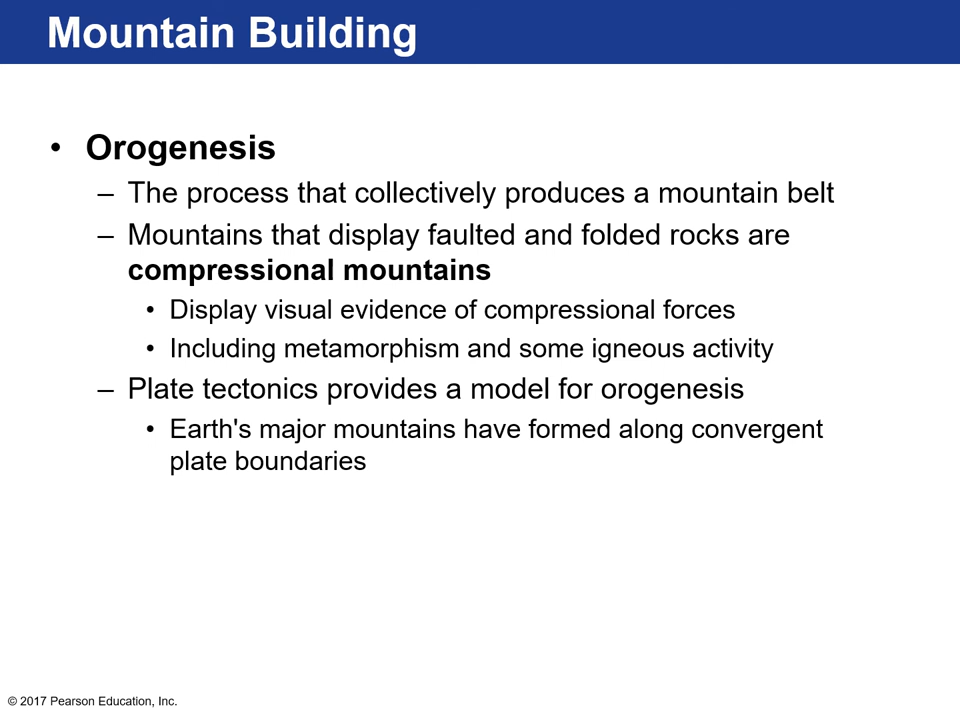 Mountain Building
• Orogenesis
– The process that collectively produces a mountain belt
– Mountains that display faulted and folded rocks are
compressional mountains
• Display visual evidence of compressional forces
• Including metamorphism and some igneous activity
– Plate tectonics provides a model for orogenesis
• Earth's major mountains have formed along convergent
plate boundaries
© 2017 Pearson Education, Inc.